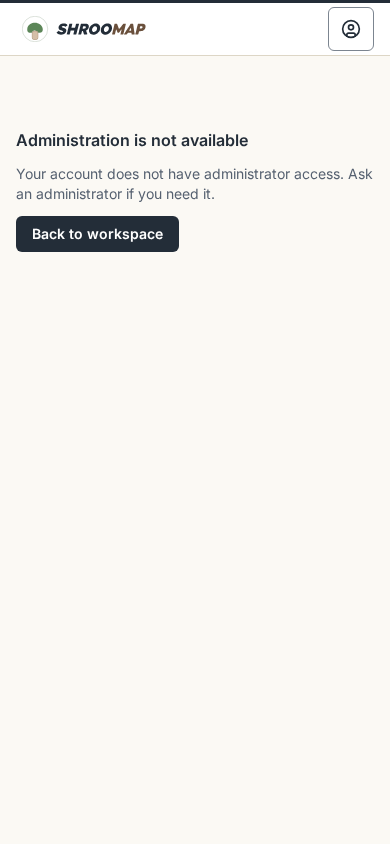 SHROOMAP
Administration is not available
Your account does not have administrator access. Ask
an administrator if you need it.
Back to workspace